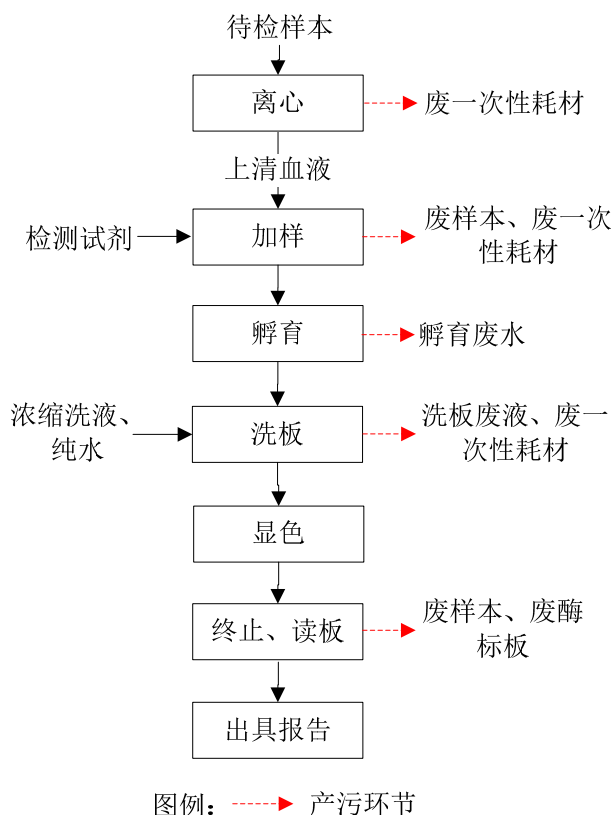 待检样本
离心
废一次性耗材
上清血液
检测试剂
加样
废样本、废一次
性耗材
孵育
孵育废水
浓缩洗液、
纯水
洗板
洗板废液、废一
次性耗材
显色
终止、读板
废样本、废酶
标板
出具报告
图例：
产污环节